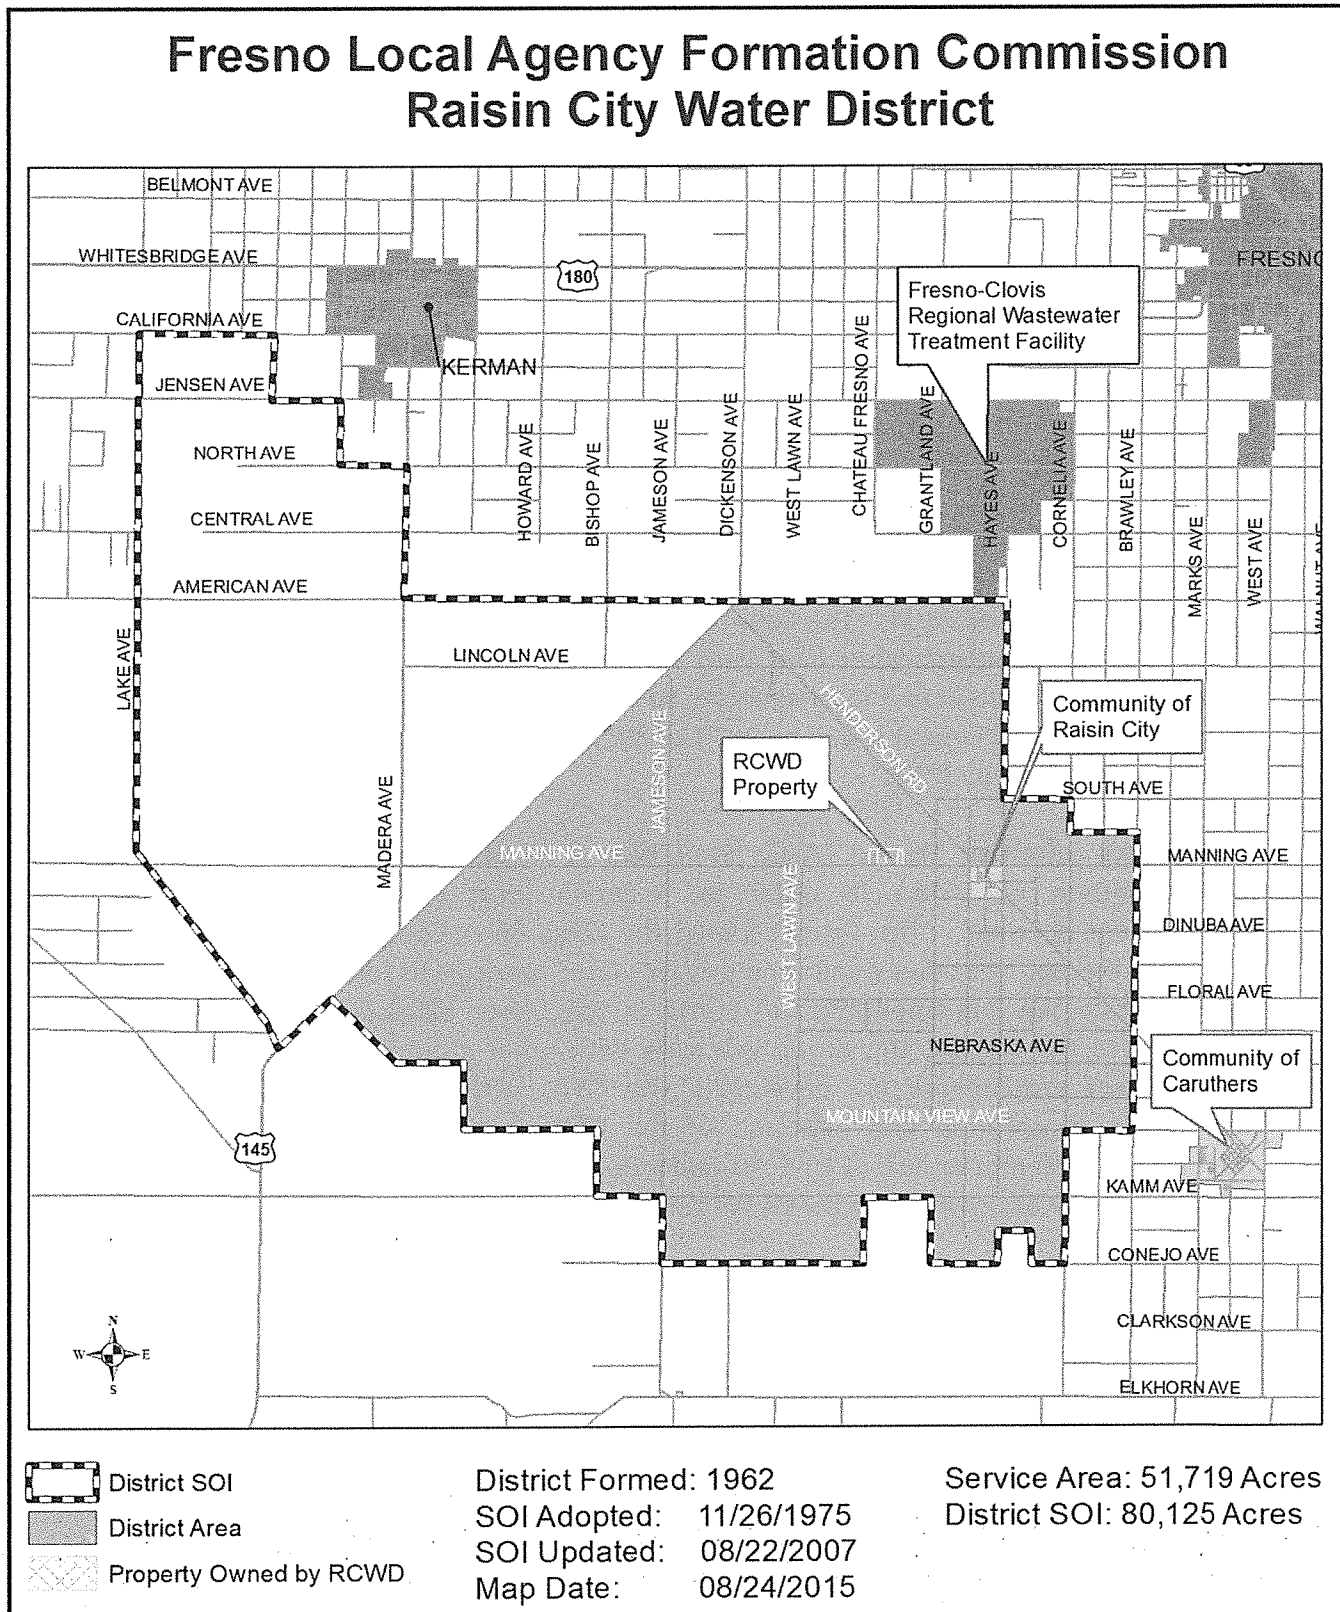 Fresno Local Agency Formation Commission
Raisin City Water District
BELMONT AVE
WHITESBRIDGE AVE
180
FRESNO
Fresno-Clovis
Regional Wastewater
Treatment Facility
CALIFORNIA AVE
KERMAN
JENSEN AVE
NORTH AVE
CENTRAL AVE
AMERICAN AVE
HOWARD AVE
BISHOP AVE
JAMESON AVE
DICKENSON AVE
WEST LAWN AVE
CHATEAU FRESNO AVE
GRANTLAND AVE
HAYES AVE
CORNELIA AVE
BRAWLEY AVE
MARKS AVE
WEST AVE
WALNUT AVE
LAKE AVE
LINCOLN AVE
MADERA AVE
JAMESON AVE
HENDERSON RD
Community of
Raisin City
RCWD
Property
SOUTH AVE
MANNING AVE
MANNING AVE
WEST LAWN AVE
DINUBA AVE
FLORAL AVE
NEBRASKA AVE
Community of
Caruthers
MOUNTAIN VIEW AVE
145
KAMM AVE
CONEJO AVE
CLARKSON AVE
ELKHORN AVE
N
W
E
S
District SOI
District Area
Property Owned by RCWD
District Formed: 1962
SOI Adopted: 11/26/1975
SOI Updated: 08/22/2007
Map Date: 08/24/2015
Service Area: 51,719 Acres
District SOI: 80,125 Acres